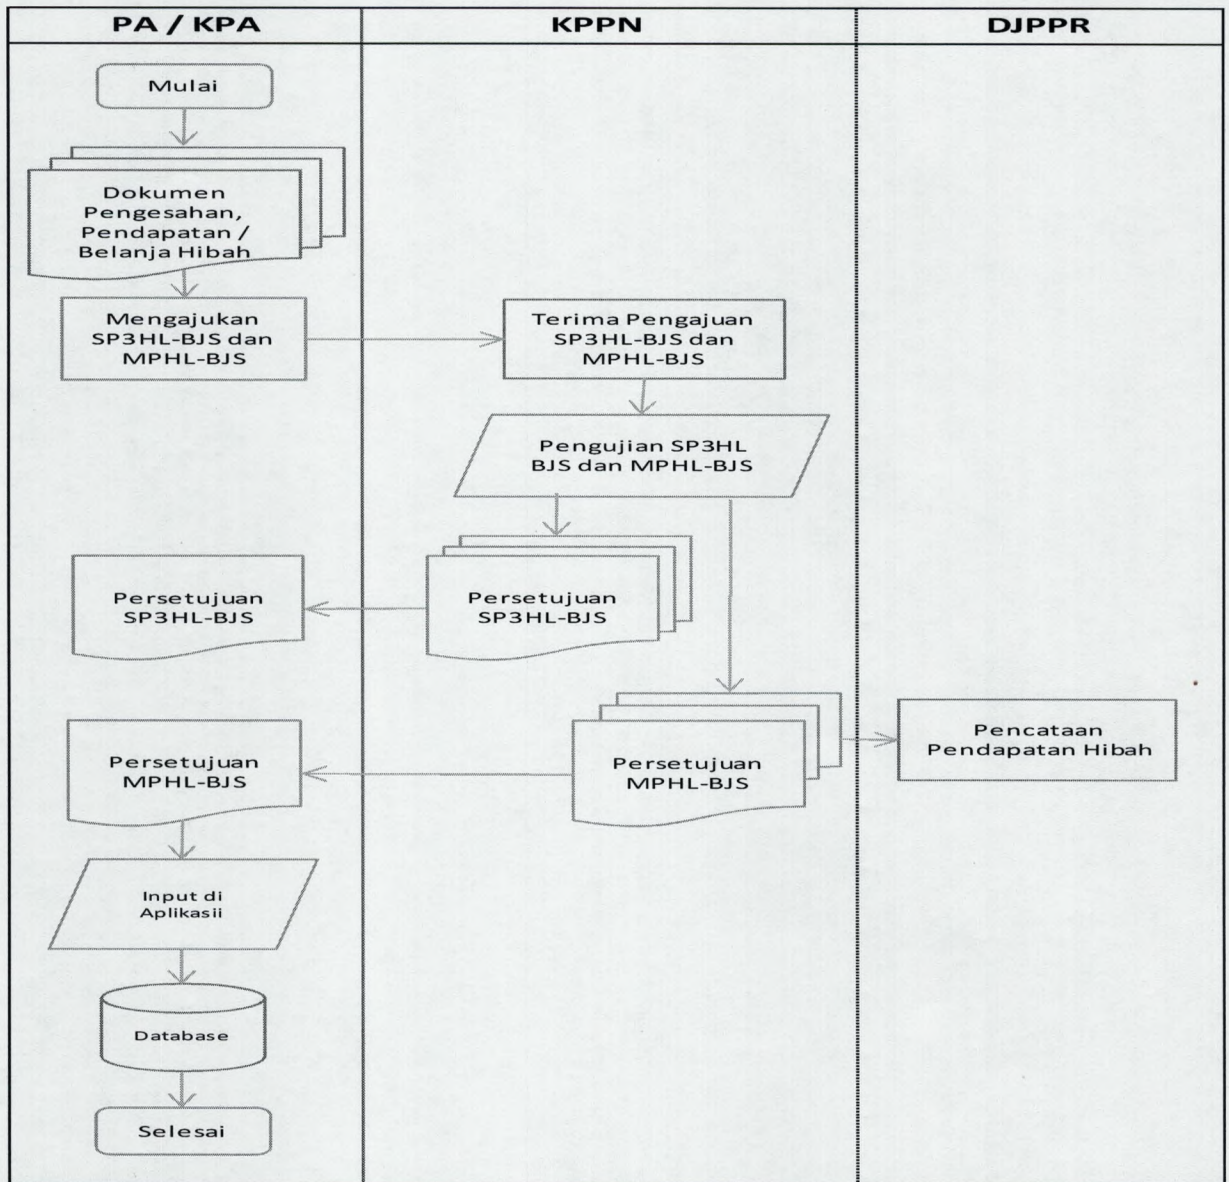 PA / KPA
KPPN
DJPPR
Mulai
Dokumen
Pengesahan,
Pendapatan /
Belanja Hibah
Mengajukan
SP3HL-BJS dan
MPHL-BJS
Terima Pengajuan
SP3HL-BJS dan
MPHL-BJS
Pengujian SP3HL
BJS dan MPHL-BJS
Persetujuan
SP3HL-BJS
Persetujuan
SP3HL-BJS
Persetujuan
MPHL-BJS
Persetujuan
MPHL-BJS
Pencataan
Pendapatan Hibah
Input di
Aplikasii
Database
Selesai